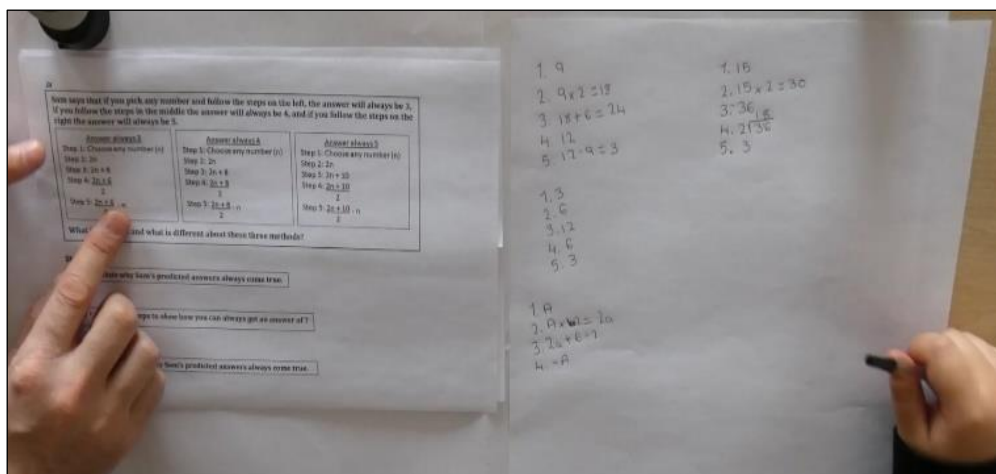 Sum says that if you pick any number and follow the steps on the left, the answer will always be 3,
if you follow the steps in the middle the answer will always be 4, and if you follow the steps on the
right the answer will always be 5.
Answer always 3
Step 1: Choose any number (n)
Step 2: 2n
Step 3: 2n + 6
Step 4: 2n + 6
2
Step 5: 2n + 6 - n
Answer always 4
Step 1: Choose any number (n)
Step 2: 2n
Step 3: 2n + 8
Step 4: 2n + 8
2
Step 5: 2n + 8 - n
2
Answer always 5
Step 1: Choose any number (n)
Step 2: 2n
Step 3: 2n + 10
Step 4: 2n + 10
2
Step 5: 2n + 10 - n
2
What and what is different about these three methods?
why Sum's predicted answers always come true.
to show how you can always get an answer of 7
Sum's predicted answers always come true.
1. 9
2. 9x2=18
3. 18+6=24
4. 12
5. 12-9=3
1. 15
2. 15x2=30
3. 36
18
4. 2 36
5. 3
1. 3
2. 6
3. 12
4. 6
5. 3
1 A
2. A x 2 = 2a
3. 2a+6=
4. -A